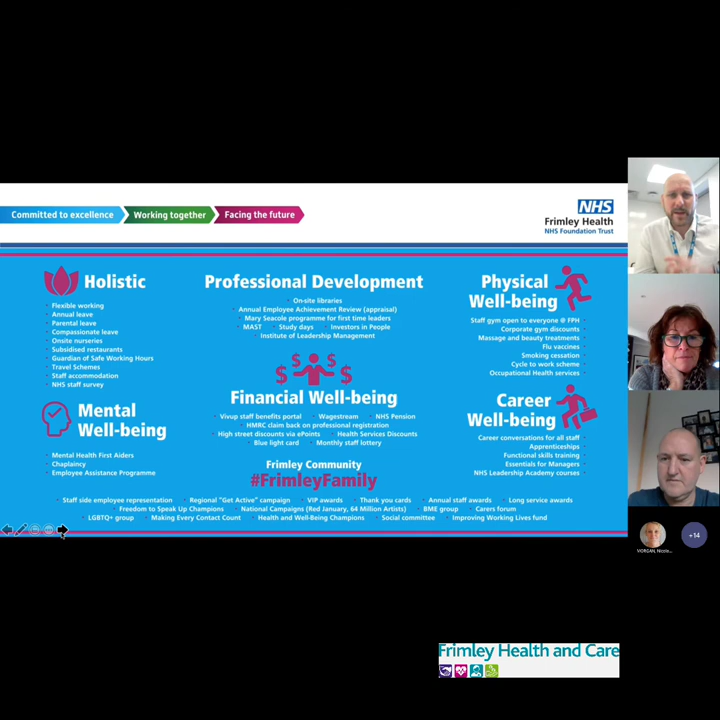 Committed to excellence
Working together
Facing the future
NHS
Frimley Health
NHS Foundation Trust
Holistic
Flexible working
Annual leave
Parental leave
Compassionate leave
Onsite nurseries
Subsidised restaurants
Guardian of Safe Working Hours
Travel Schemes
Staff accommodation
NHS staff survey
Mental
Well-being
Mental Health First Aiders
Chaplaincy
Employee Assistance Programme
Professional Development
On-site libraries
Annual Employee Achievement Review (appraisal)
Mary Seacole programme for first time leaders
MAST Study days Investors in People
Institute of Leadership Management
$ $ $ $
Financial Well-being
Vivup staff benefits portal Wagestream NHS Pension
HMRC claim back on professional registration
High street discounts via ePoints Health Services Discounts
Blue light card Monthly staff lottery
Physical
Well-being
Staff gym open to everyone @ FPH
Corporate gym discounts
Massage and beauty treatments
Flu vaccines
Smoking cessation
Cycle to work scheme
Occupational Health services
Career
Well-being
Career conversations for all staff
Apprenticeships
Functional skills training
Essentials for Managers
NHS Leadership Academy courses
Frimley Community
#FrimleyFamily
Staff side employee representation Regional "Get Active" campaign VIP awards Thank you cards Annual staff awards Long service awards
Freedom to Speak Up Champions National Campaigns (Red January, 64 Million Artists) BME group Carers forum
LGBTQ+ group Making Every Contact Count Health and Well-Being Champions Social committee Improving Working Lives fund
+14
Frimley Health and Care